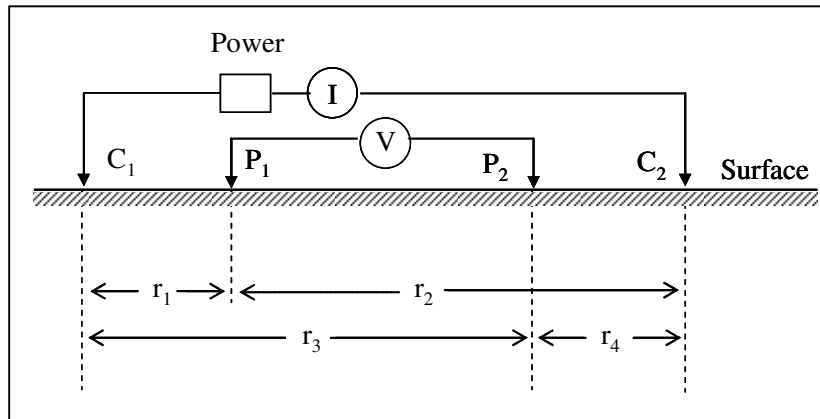 Power
I
V
C₁ P₁ P₂ C₂ Surface
r₁ r₂
r₃ r₄